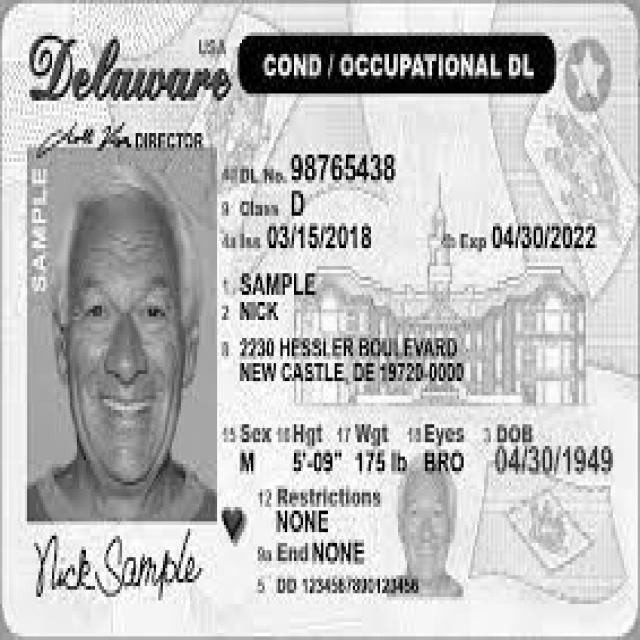 Delaware USA COND / OCCUPATIONAL DL
DIRECTOR
SAMPLE
4d DL No. 98765438
9 Class D
4a Iss 03/15/2018 4b Exp 04/30/2022
1 SAMPLE
2 NICK
8 2230 HESSLER BOULEVARD
NEW CASTLE, DE 19720-0000
15 Sex 16 Hgt 17 Wgt 18 Eyes 3 DOB
M 5'-09" 175 lb BRO 04/30/1949
12 Restrictions
NONE
9a End NONE
5 DD 1234567890123456
Nick Sample